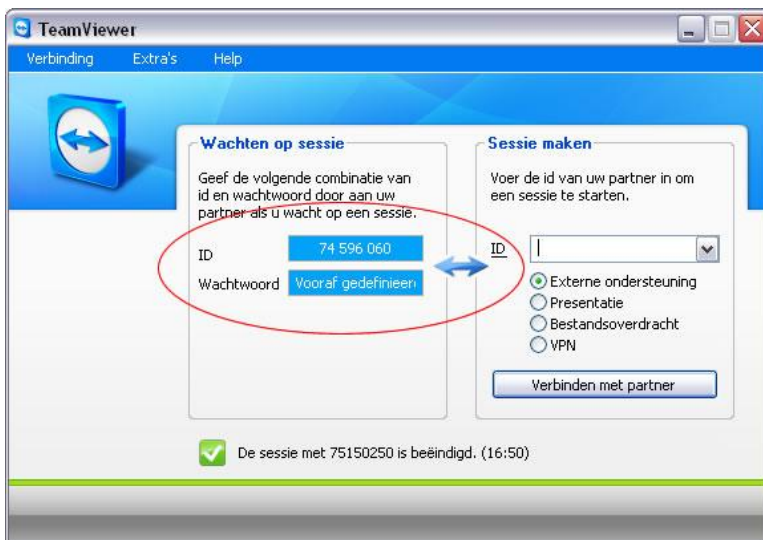 TeamViewer
Verbinding Extra's Help
Wachten op sessie
Geef de volgende combinatie van
id en wachtwoord door aan uw
partner als u wacht op een sessie.
ID 74 596 060
Wachtwoord Vooraf gedefinieerd
Sessie maken
Voer de id van uw partner in om
een sessie te starten.
ID
Externe ondersteuning
Presentatie
Bestandsoverdracht
VPN
Verbinden met partner
De sessie met 75150250 is beëindigd. (16:50)